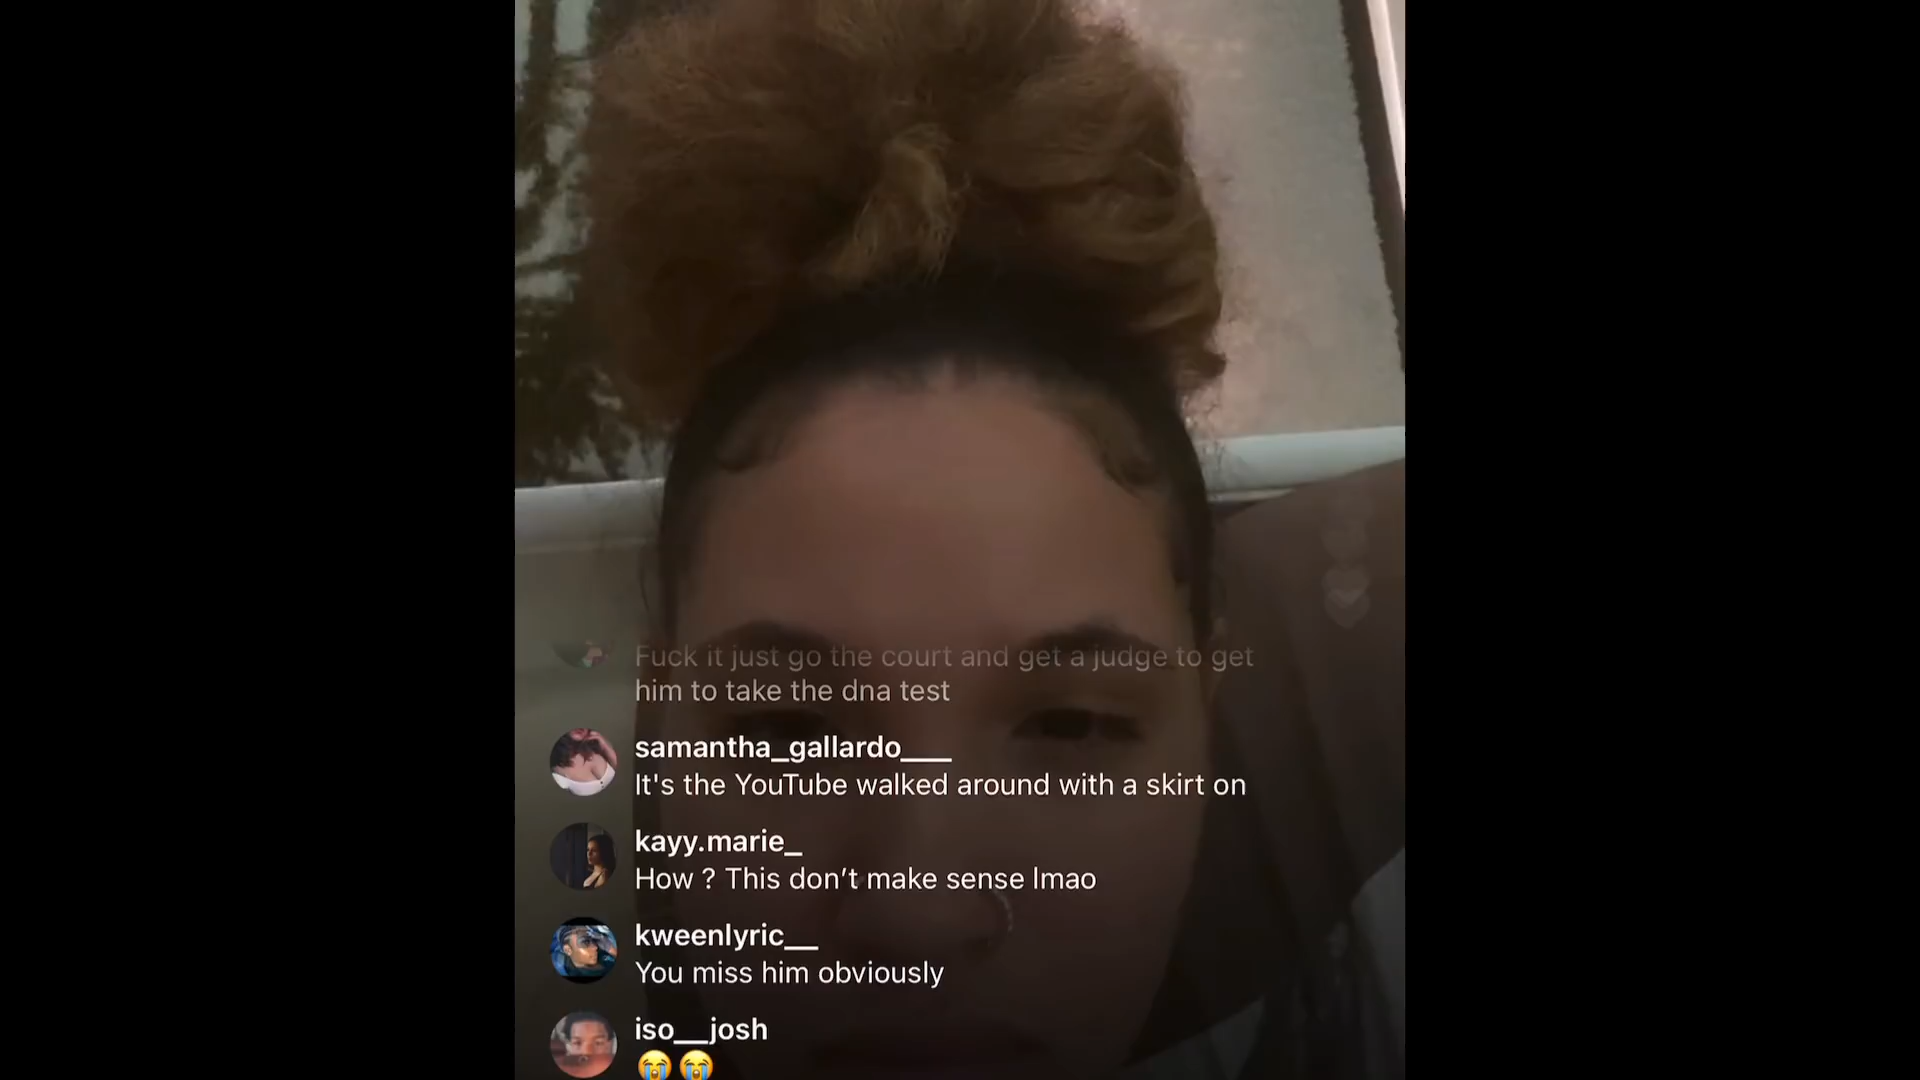 Fuck it just go the court and get a judge to get
him to take the dna test
samantha_gallardo___
It's the YouTube walked around with a skirt on
kayy.marie_
How ? This don’t make sense lmao
kweenlyric__
You miss him obviously
iso__josh
😭😭